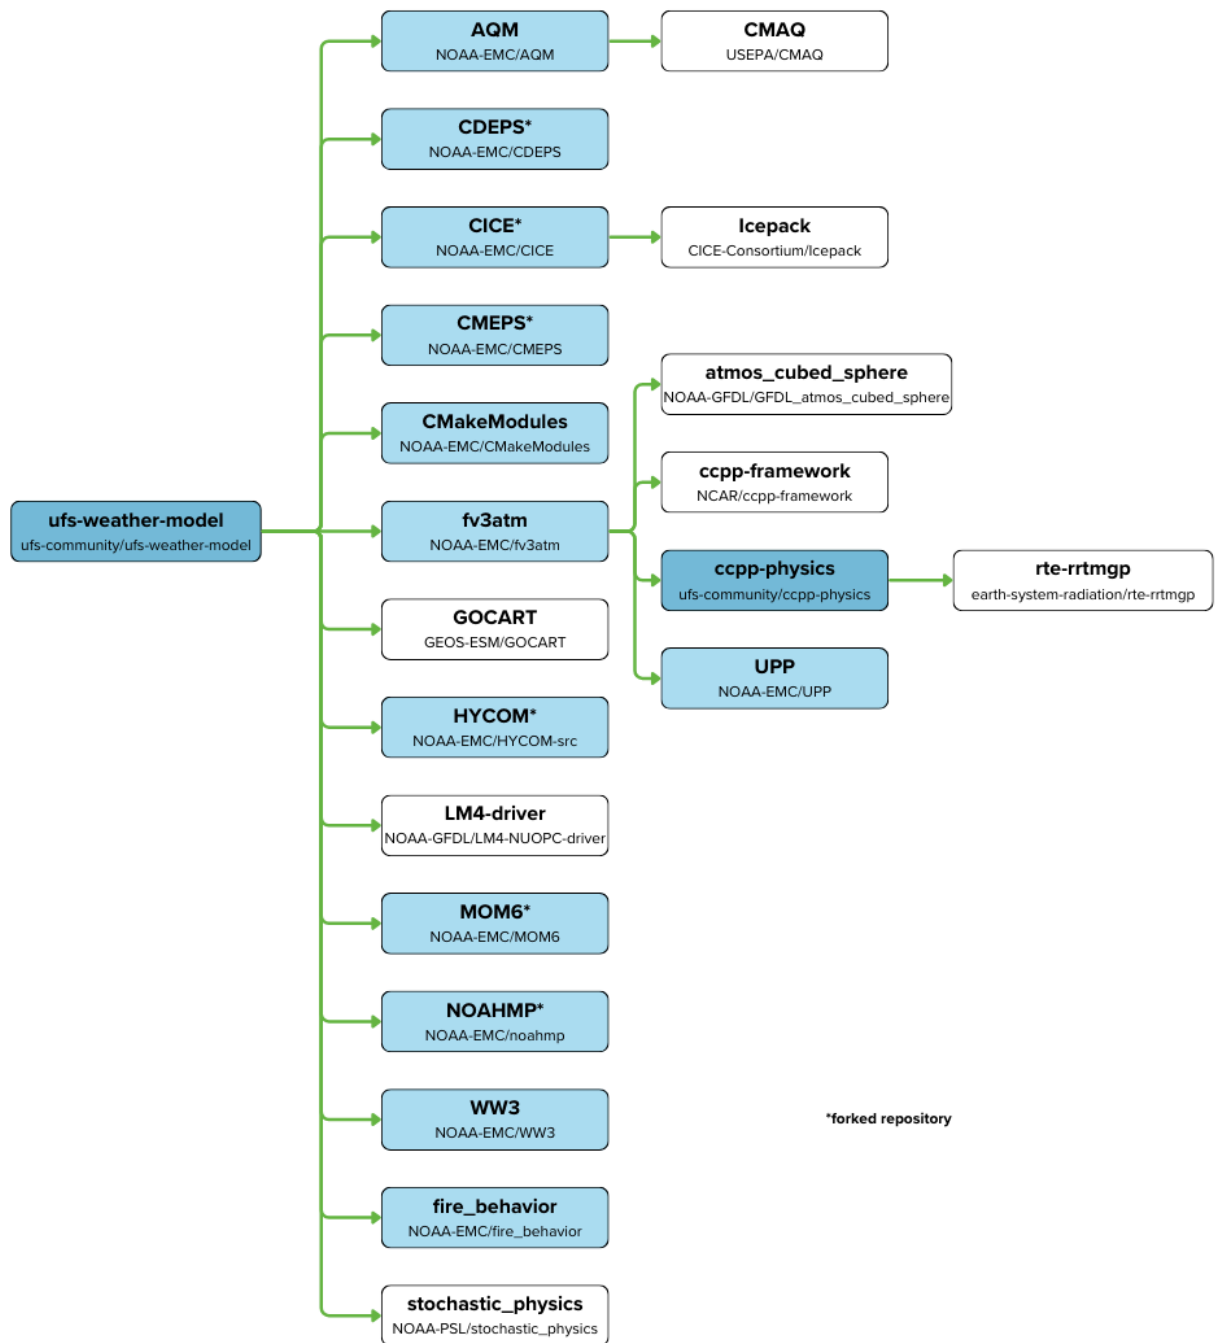 AQM
NOAA-EMC/AQM
CMAQ
USEPA/CMAQ
CDEPS*
NOAA-EMC/CDEPS
CICE*
NOAA-EMC/CICE
Icepack
CICE-Consortium/Icepack
CMEPS*
NOAA-EMC/CMEPS
atmos_cubed_sphere
NOAA-GFDL/GFDL_atmos_cubed_sphere
CMakeModules
NOAA-EMC/CMakeModules
ccpp-framework
NCAR/ccpp-framework
ufs-weather-model
ufs-community/ufs-weather-model
fv3atm
NOAA-EMC/fv3atm
ccpp-physics
ufs-community/ccpp-physics
rte-rrtmgp
earth-system-radiation/rte-rrtmgp
GOCART
GEOS-ESM/GOCART
UPP
NOAA-EMC/UPP
HYCOM*
NOAA-EMC/HYCOM-src
LM4-driver
NOAA-GFDL/LM4-NUOPC-driver
MOM6*
NOAA-EMC/MOM6
NOAHMP*
NOAA-EMC/noahmp
WW3
NOAA-EMC/WW3
*forked repository
fire_behavior
NOAA-EMC/fire_behavior
stochastic_physics
NOAA-PSL/stochastic_physics